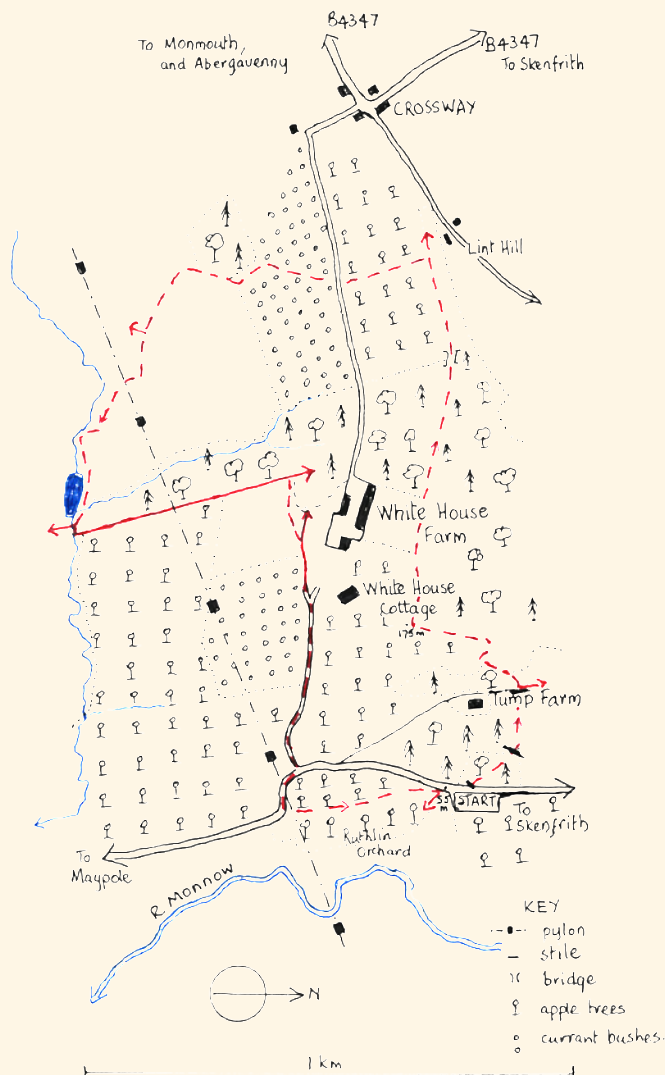 B4347
To Monmouth,
and Abergavenny
B4347
To Skenfrith
CROSSWAY
Lint Hill
White House
Farm
White House
Cottage
175m
Tump Farm
55
m
START
To
Skenfrith
Ruthlin
Orchard
To
Maypole
R. MONNOW
KEY
pylon
stile
bridge
apple trees
currant bushes.
N
1 km